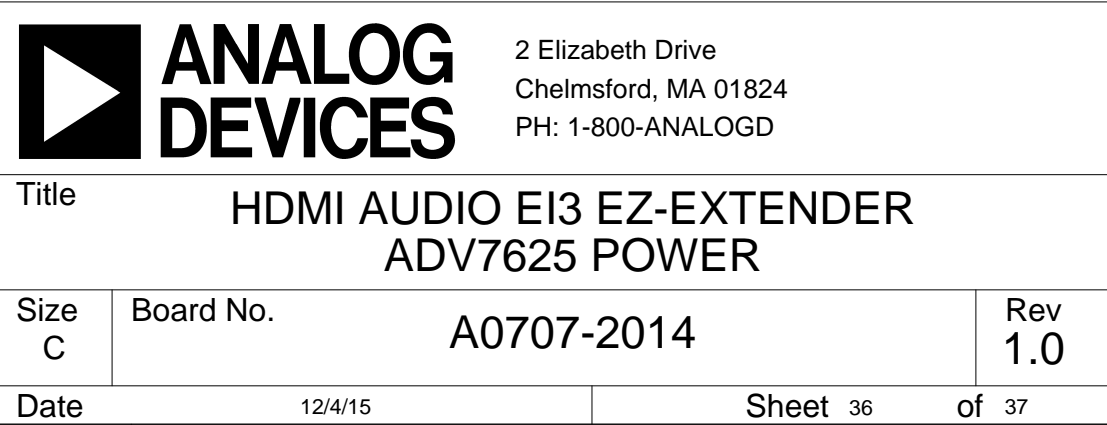 ANALOG
DEVICES
2 Elizabeth Drive
Chelmsford, MA 01824
PH: 1-800-ANALOGD
Title
HDMI AUDIO EI3 EZ-EXTENDER
ADV7625 POWER
Size
C
Board No.
A0707-2014
Rev
1.0
Date 12/4/15 Sheet 36 of 37